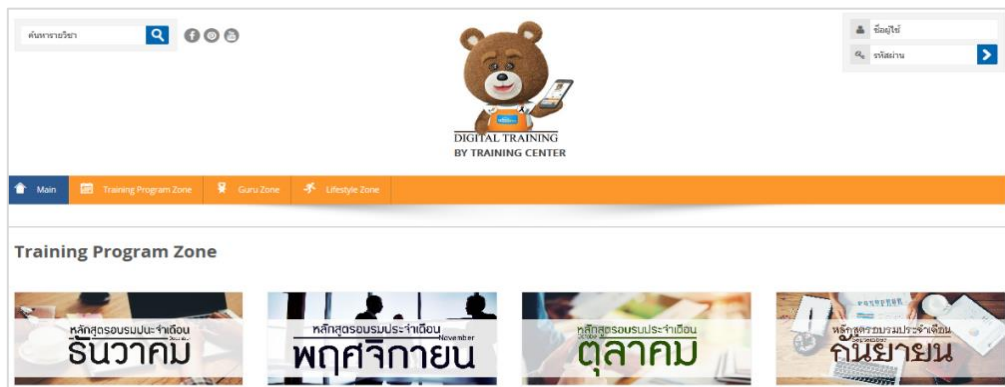 ค้นหารายวิชา
ชื่อผู้ใช้
รหัสผ่าน
DIGITAL TRAINING
BY TRAINING CENTER
Main
Training Program Zone
Guru Zone
Lifestyle Zone
Training Program Zone
หลักสูตรอบรมประจำเดือน
ธันวาคม
หลักสูตรอบรมประจำเดือน
November
พฤศจิกายน
หลักสูตรอบรมประจำเดือน
October
ตุลาคม
หลักสูตรอบรมประจำเดือน
September
กันยายน